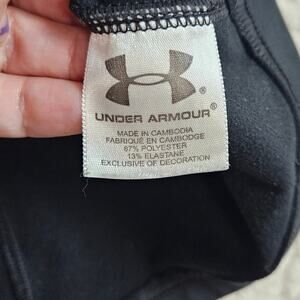 UNDER ARMOUR®
MADE IN CAMBODIA
FABRIQUÉ EN CAMBODGE
87% POLYESTER
13% ELASTANE
EXCLUSIVE OF DECORATION